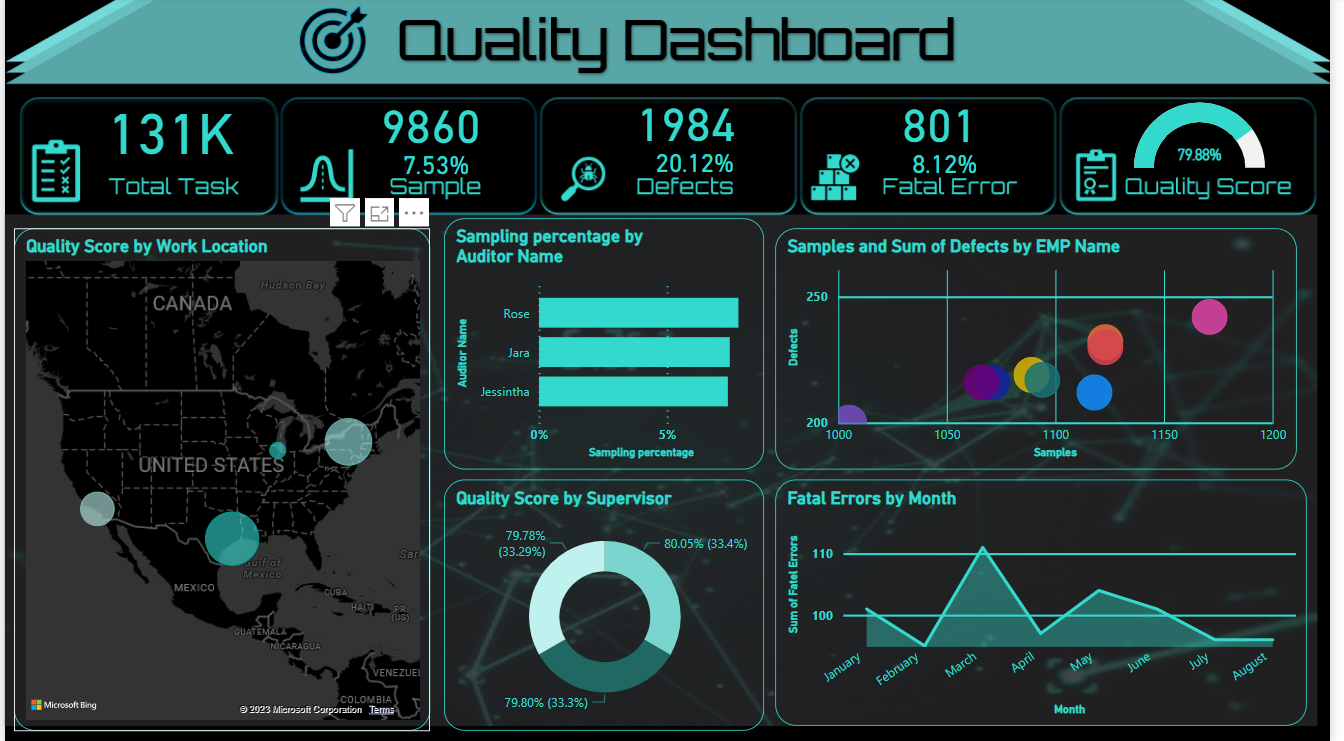 Quality Dashboard
131K
Total Task
9860
7.53%
Sample
1984
20.12%
Defects
801
8.12%
Fatal Error
79.88%
Quality Score
Quality Score by Work Location
Hudson Bay
CANADA
UNITED STATES
Gulf of
Mexico
MEXICO
CUBA
HAITI
PR
(US)
GUATEMALA
NICARAGUA
COLOMBIA
Microsoft Bing
© 2023 Microsoft Corporation Terms
Sampling percentage by
Auditor Name
Auditor Name
Rose
Jara
Jessintha
0%
5%
Sampling percentage
Samples and Sum of Defects by EMP Name
Defects
250
200
1000
1050
1100
1150
1200
Samples
Quality Score by Supervisor
79.78%
(33.29%)
80.05% (33.4%)
79.80% (33.3%)
Fatal Errors by Month
Sum of Fatel Errors
110
100
January
February
March
April
May
June
July
August
Month